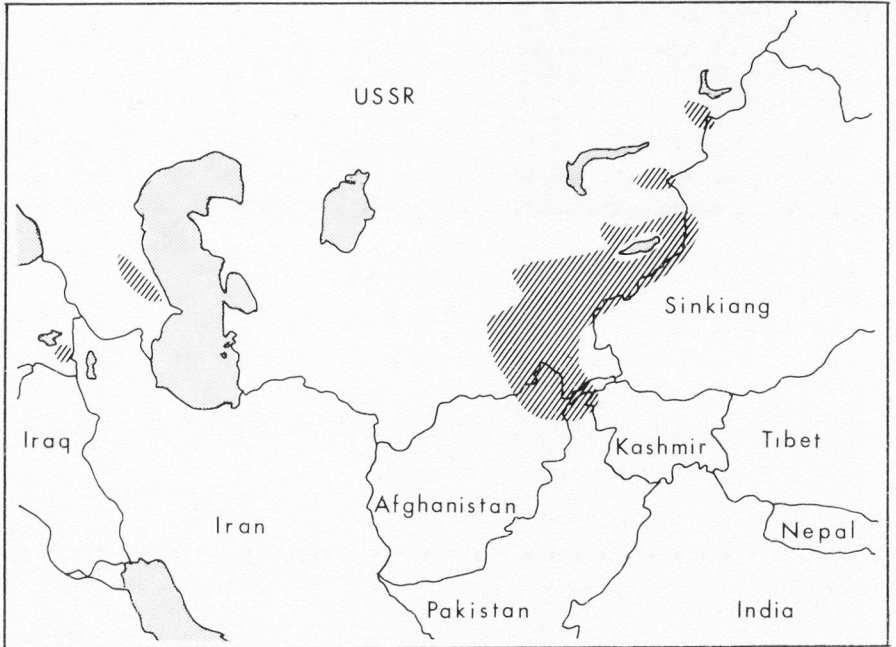 USSR
Sinkiang
Iraq
Kashmir
Tibet
Afghanistan
Iran
Nepal
Pakistan
India